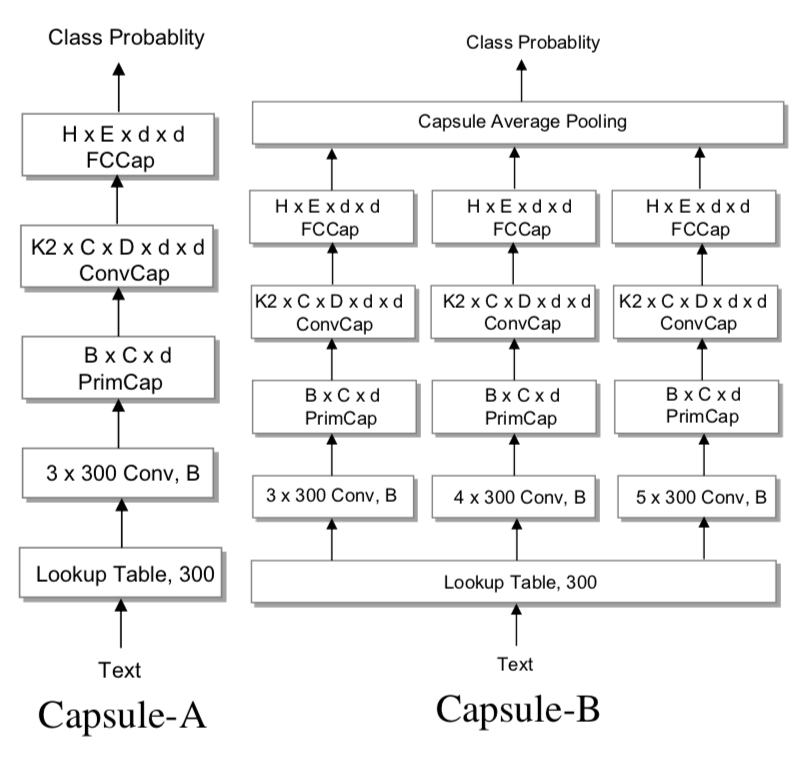 Class Probablity
H x E x d x d
FCCap
K2 x C x D x d x d
ConvCap
B x C x d
PrimCap
3 x 300 Conv, B
Lookup Table, 300
Text
Capsule-A
Class Probablity
Capsule Average Pooling
H x E x d x d
FCCap
H x E x d x d
FCCap
H x E x d x d
FCCap
K2 x C x D x d x d
ConvCap
K2 x C x D x d x d
ConvCap
K2 x C x D x d x d
ConvCap
B x C x d
PrimCap
B x C x d
PrimCap
B x C x d
PrimCap
3 x 300 Conv, B
4 x 300 Conv, B
5 x 300 Conv, B
Lookup Table, 300
Text
Capsule-B